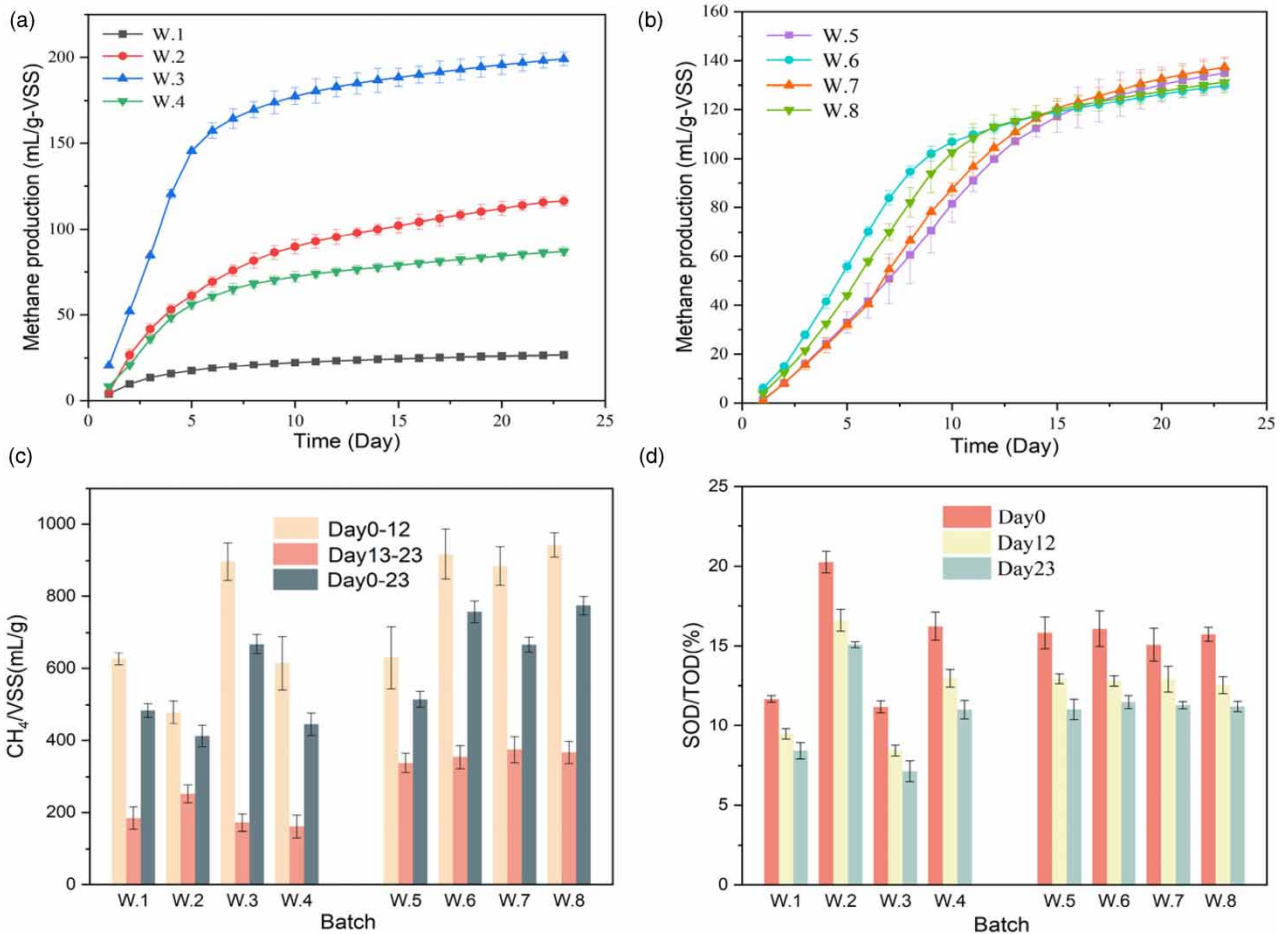 (a)
W.1
W.2
W.3
W.4
Methane production (mL/g-VSS)
200
150
100
50
0
0
5
10
15
20
25
Time (Day)
(b)
W.5
W.6
W.7
W.8
Methane production (mL/g-VSS)
160
140
120
100
80
60
40
20
0
0
5
10
15
20
25
Time (Day)
(c)
Day0-12
Day13-23
Day0-23
CH₄/VSS(mL/g)
1000
800
600
400
200
0
W.1 W.2 W.3 W.4 W.5 W.6 W.7 W.8
Batch
(d)
Day0
Day12
Day23
SOD/TOD(%)
25
20
15
10
5
0
W.1 W.2 W.3 W.4 W.5 W.6 W.7 W.8
Batch